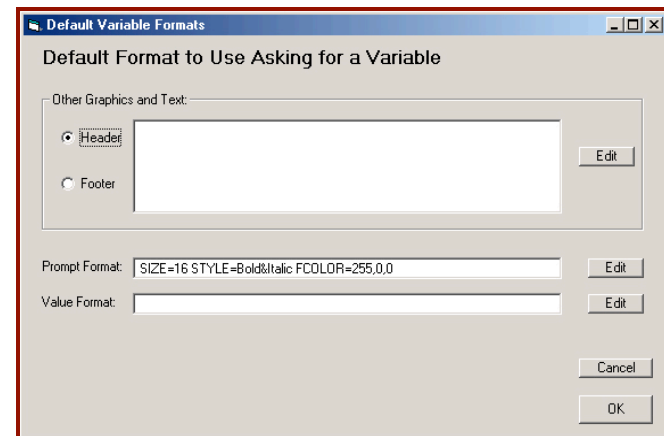 Default Variable Formats
Default Format to Use Asking for a Variable
Other Graphics and Text:
Header
Edit
Footer
Prompt Format: SIZE=16 STYLE=Bold&Italic FCOLOR=255,0,0 Edit
Value Format: Edit
Cancel
OK